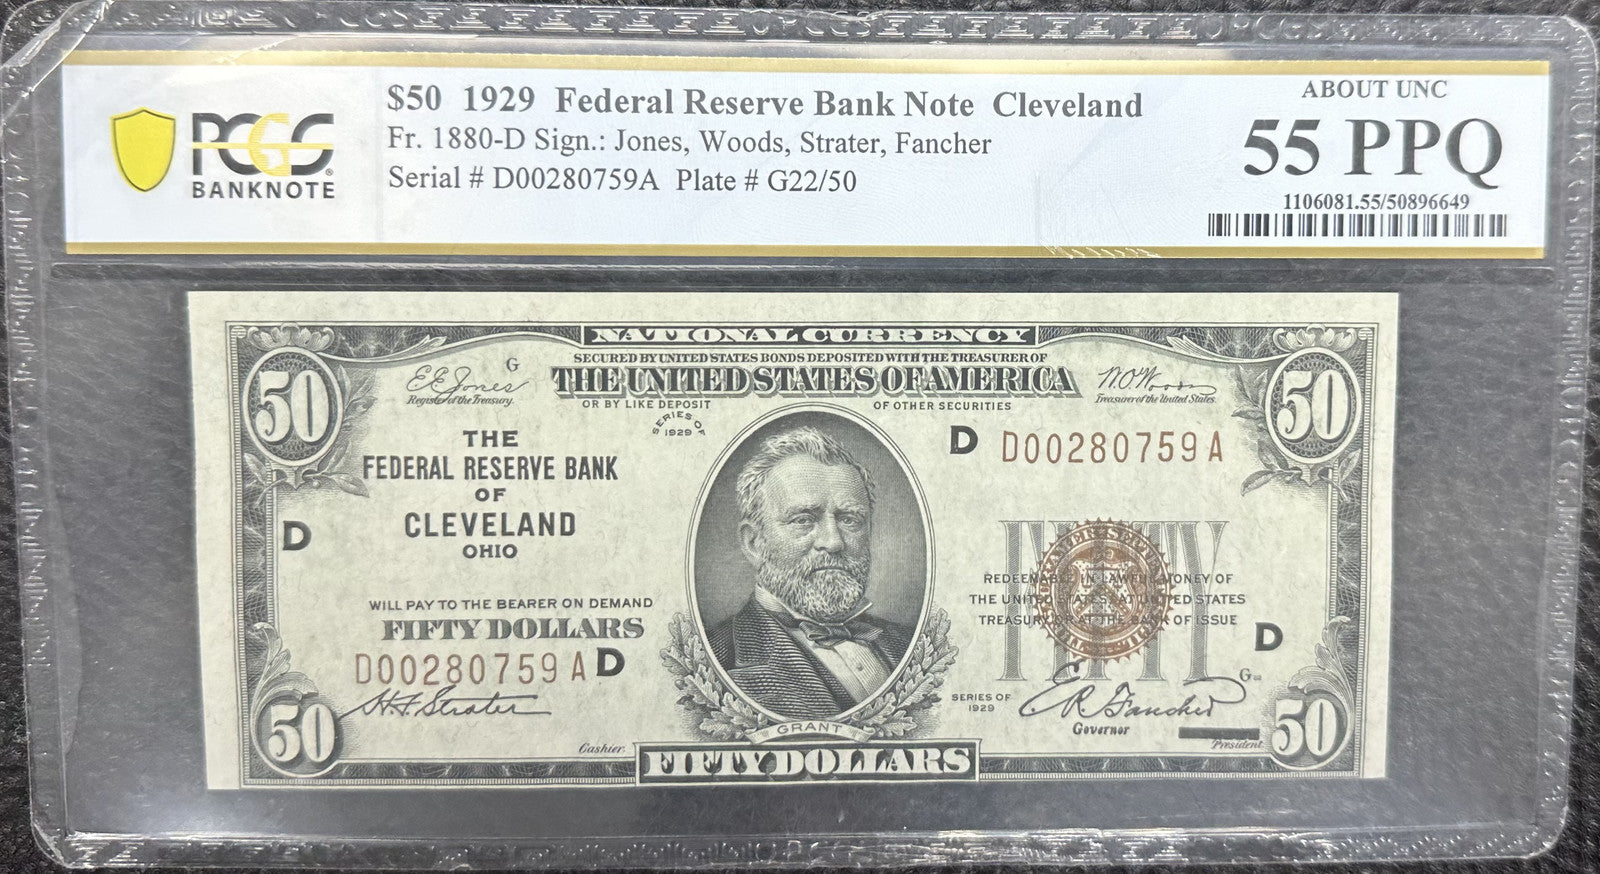 PCGS
BANKNOTE
$50 1929 Federal Reserve Bank Note Cleveland
Fr. 1880-D Sign.: Jones, Woods, Strater, Fancher
Serial # D00280759A Plate # G22/50
ABOUT UNC
55 PPQ
1106081.55/50896649
NATIONAL CURRENCY
SECURED BY UNITED STATES BONDS DEPOSITED WITH THE TREASURER OF
THE UNITED STATES OF AMERICA
OR BY LIKE DEPOSIT OF OTHER SECURITIES
SERIES OF
1929
50
E E Jones G
Register of the Treasury.
W.O. Woods
Treasurer of the United States.
50
THE
FEDERAL RESERVE BANK
OF
CLEVELAND
OHIO
D
D D00280759A
WILL PAY TO THE BEARER ON DEMAND
FIFTY DOLLARS
D00280759A D
H.F. Strater
Cashier.
50
GRANT
FIFTY DOLLARS
FIFTY
REDEEMABLE IN LAWFUL MONEY OF
THE UNITED STATES AT UNITED STATES
TREASURY OR AT THE BANK OF ISSUE
D
SERIES OF
1929
E R Fancher
Governor
President.
50